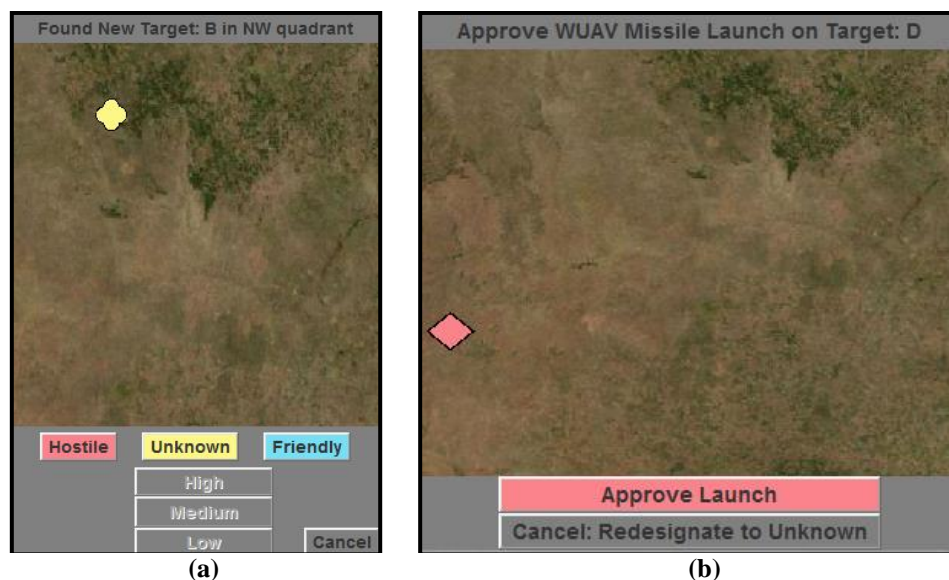 Found New Target: B in NW quadrant
Hostile Unknown Friendly
High
Medium
Low Cancel
(a)
Approve WUAV Missile Launch on Target: D
Approve Launch
Cancel: Redesignate to Unknown
(b)